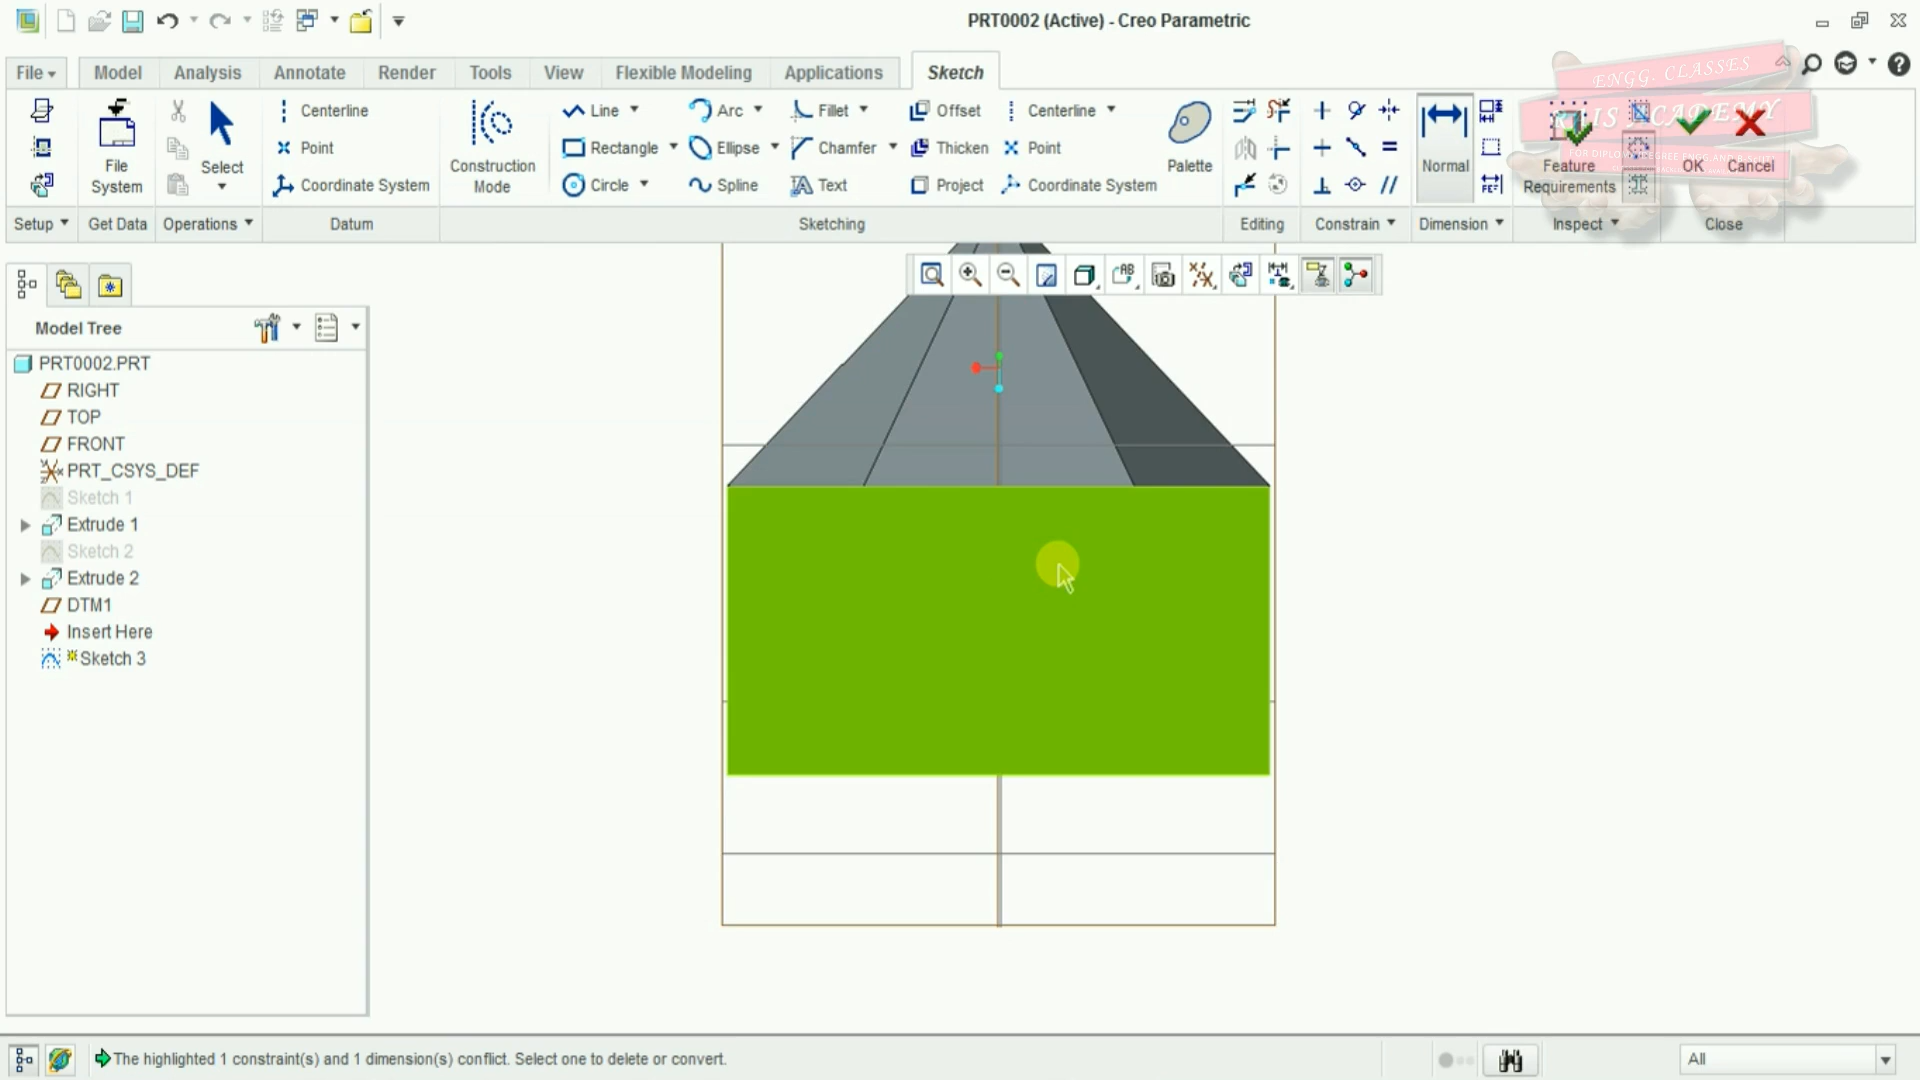 PRT0002 (Active) - Creo Parametric
File
Model
Analysis
Annotate
Render
Tools
View
Flexible Modeling
Applications
Sketch
Centerline
Line
Arc
Fillet
Offset
Centerline
Point
Rectangle
Ellipse
Chamfer
Thicken
Point
File System
Select
Coordinate System
Construction Mode
Circle
Spline
Text
Project
Coordinate System
Palette
Normal
Feature Requirements
OK
Cancel
Setup
Get Data
Operations
Datum
Sketching
Editing
Constrain
Dimension
Inspect
Close
ENGG. CLASSES
Model Tree
PRT0002.PRT
RIGHT
TOP
FRONT
PRT_CSYS_DEF
Sketch 1
Extrude 1
Sketch 2
Extrude 2
DTM1
Insert Here
Sketch 3
The highlighted 1 constraint(s) and 1 dimension(s) conflict. Select one to delete or convert.
All